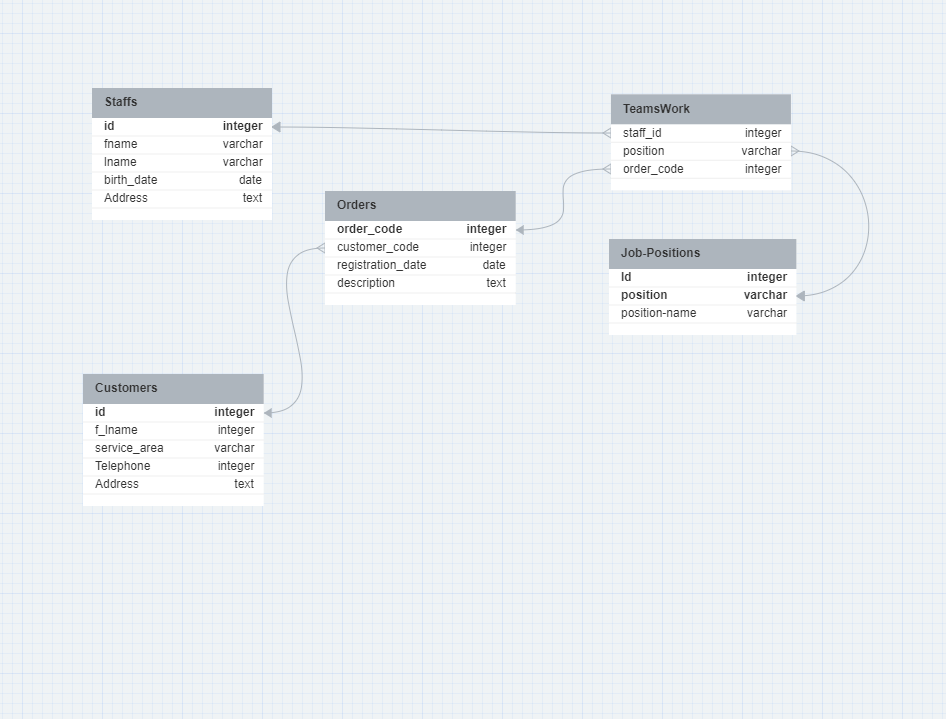 Staffs
id integer
fname varchar
lname varchar
birth_date date
Address text
TeamsWork
staff_id integer
position varchar
order_code integer
Orders
order_code integer
customer_code integer
registration_date date
description text
Job-Positions
Id integer
position varchar
position-name varchar
Customers
id integer
f_lname integer
service_area varchar
Telephone integer
Address text